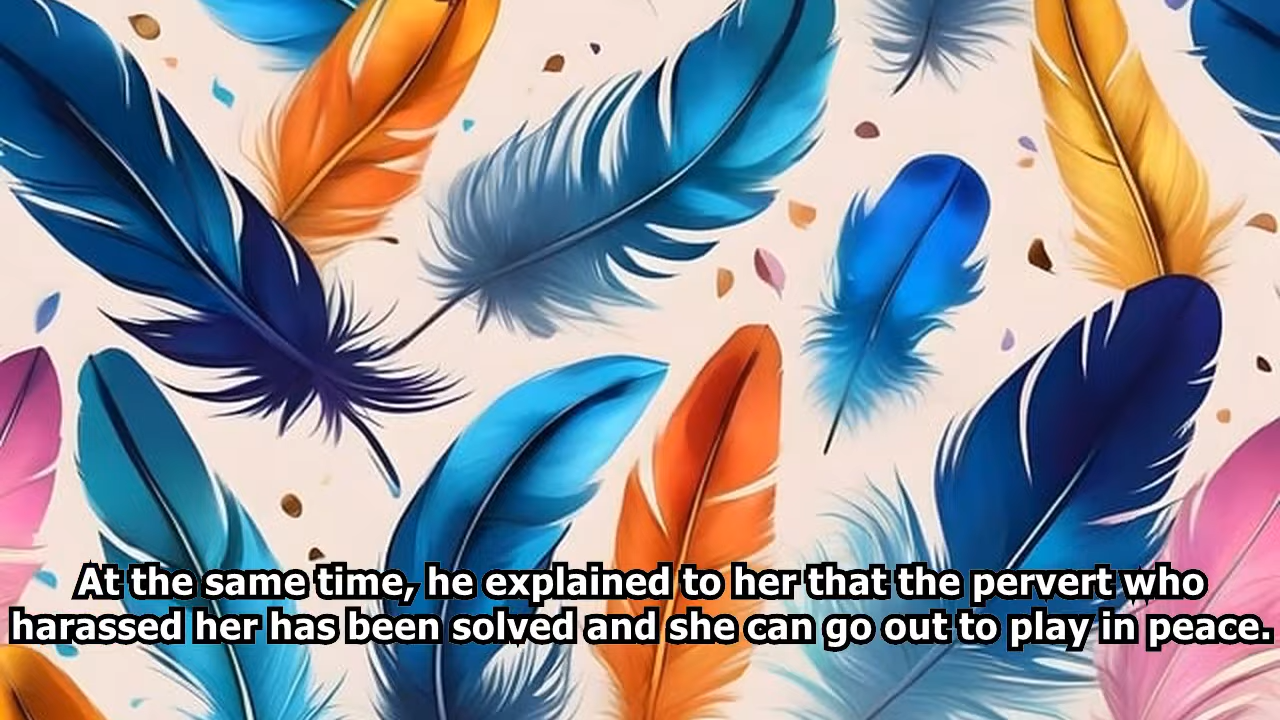 At the same time, he explained to her that the pervert who
harassed her has been solved and she can go out to play in peace.